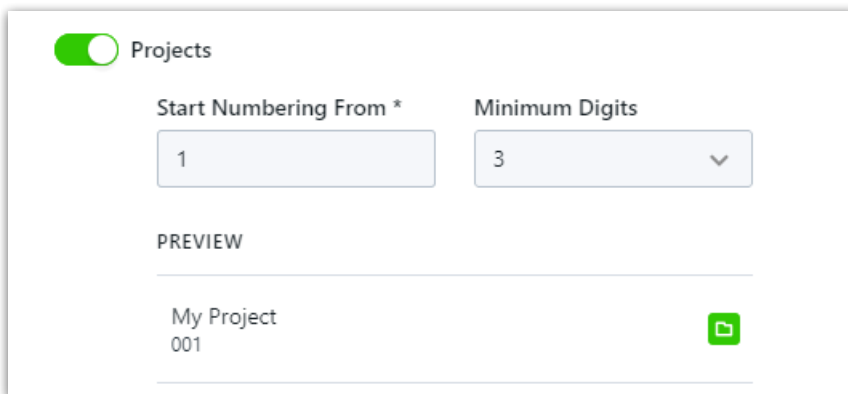 Projects
Start Numbering From * Minimum Digits
1 3
PREVIEW
My Project
001